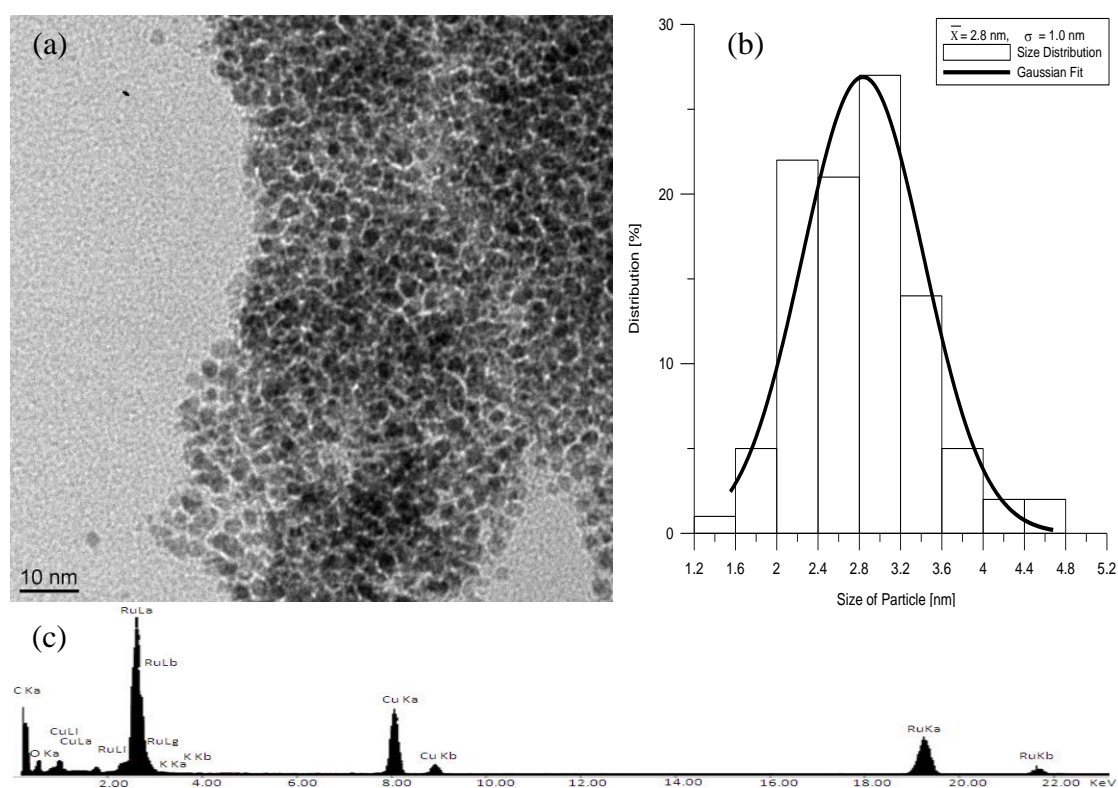 (a)
10 nm
(b)
X = 2.8 nm, σ = 1.0 nm
Size Distribution
Gaussian Fit
Distribution [%]
30
20
10
0
1.2 1.6 2 2.4 2.8 3.2 3.6 4 4.4 4.8 5.2
Size of Particle [nm]
(c)
RuLa
RuLb
C Ka
CuLl
CuLa
O Ka
RuLl
RuLg
K Ka
K Kb
Cu Ka
Cu Kb
RuKa
RuKb
2.00 4.00 6.00 8.00 10.00 12.00 14.00 16.00 18.00 20.00 22.00 KeV